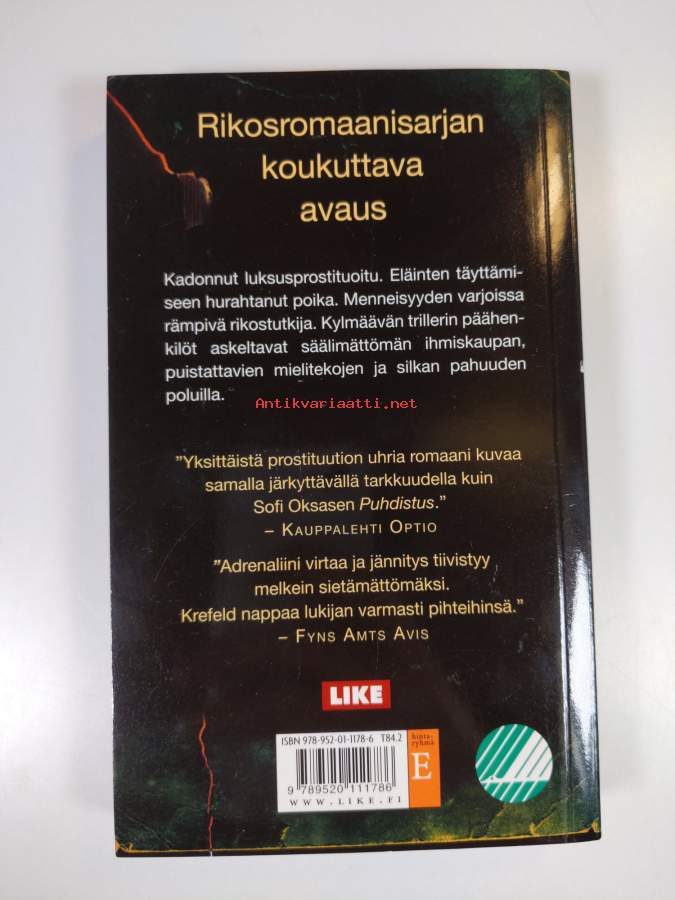 Rikosromaanisarjan
koukuttava
avaus
Kadonnut luksusprostituoitu. Eläinten täyttämi-
seen hurahtanut poika. Menneisyyden varjoissa
rämpivä rikostutkija. Kylmäävän trillerin päähen-
kilöt askeltavat säälimättömän ihmiskaupan,
puistattavien mielitekojen ja silkan pahuuden
poluilla.
Antikvariaatti.net
”Yksittäistä prostituution uhria romaani kuvaa
samalla järkyttävällä tarkkuudella kuin
Sofi Oksasen Puhdistus.”
– KAUPPALEHTI OPTIO
”Adrenaliini virtaa ja jännitys tiivistyy
melkein sietämättömäksi.
Krefeld nappaa lukijan varmasti pihteihinsä.”
– FYNS AMTS AVIS
LIKE
ISBN 978-952-01-1178-6 T84.2
hinta-
ryhmä
E
9 789520 111786
WWW.LIKE.FI